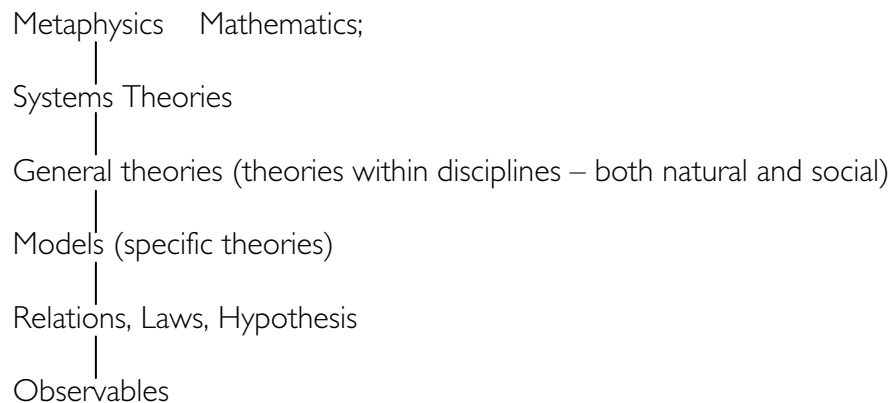 Metaphysics Mathematics;
Systems Theories
General theories (theories within disciplines – both natural and social)
Models (specific theories)
Relations, Laws, Hypothesis
Observables